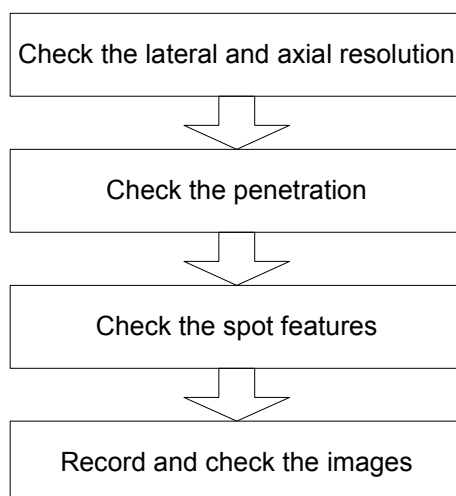 Check the lateral and axial resolution
Check the penetration
Check the spot features
Record and check the images